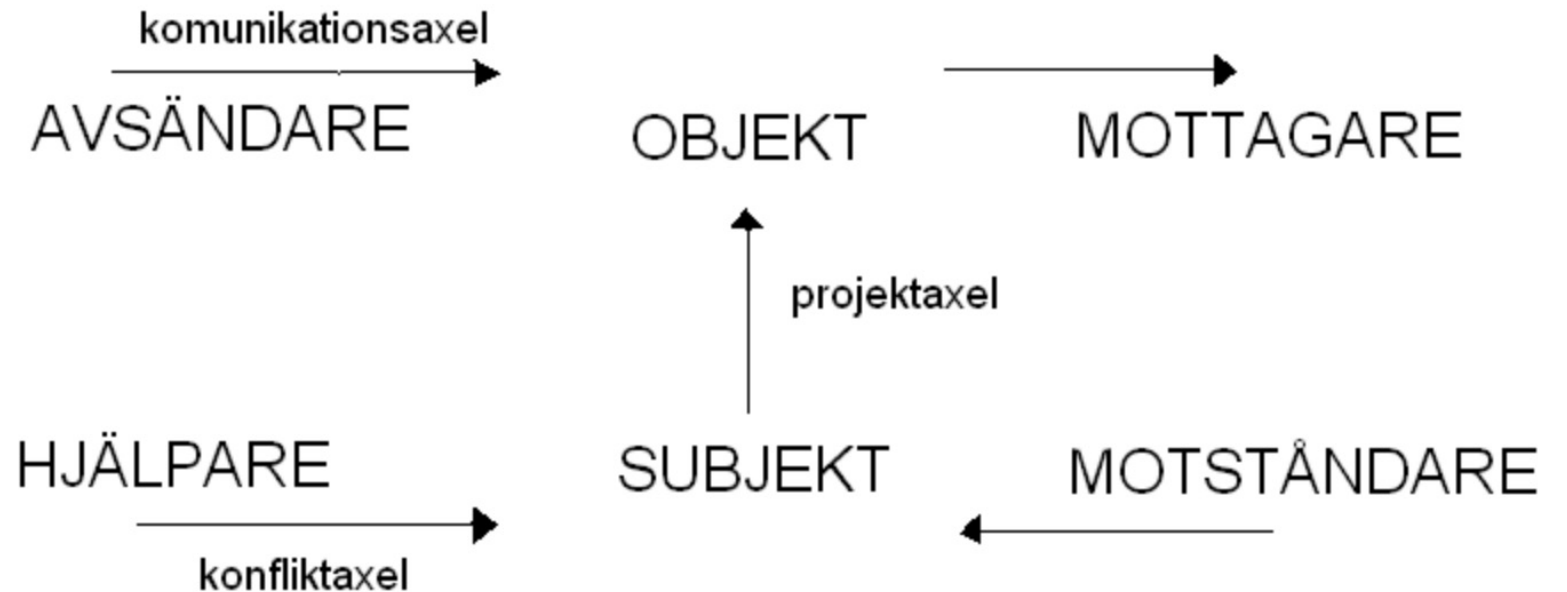 komunikationsaxel
AVSÄNDARE OBJEKT MOTTAGARE
projektaxel
HJÄLPARE SUBJEKT MOTSTÅNDARE
konfliktaxel